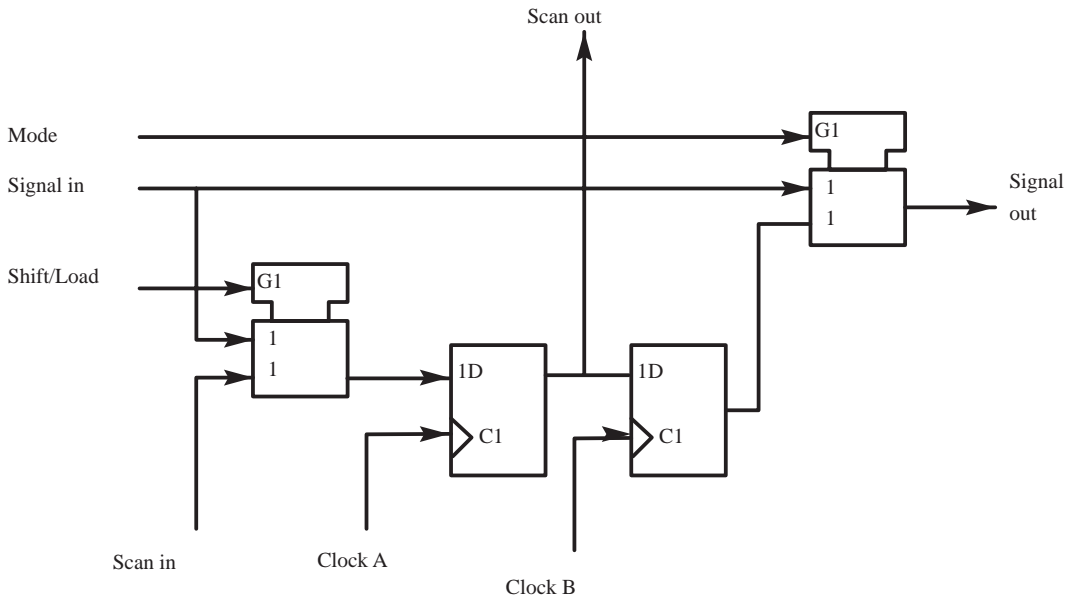 Scan out
Mode
G1
Signal in
1
Signal
1
out
Shift/Load
G1
1
1
1D
1D
C1
C1
Scan in
Clock A
Clock B